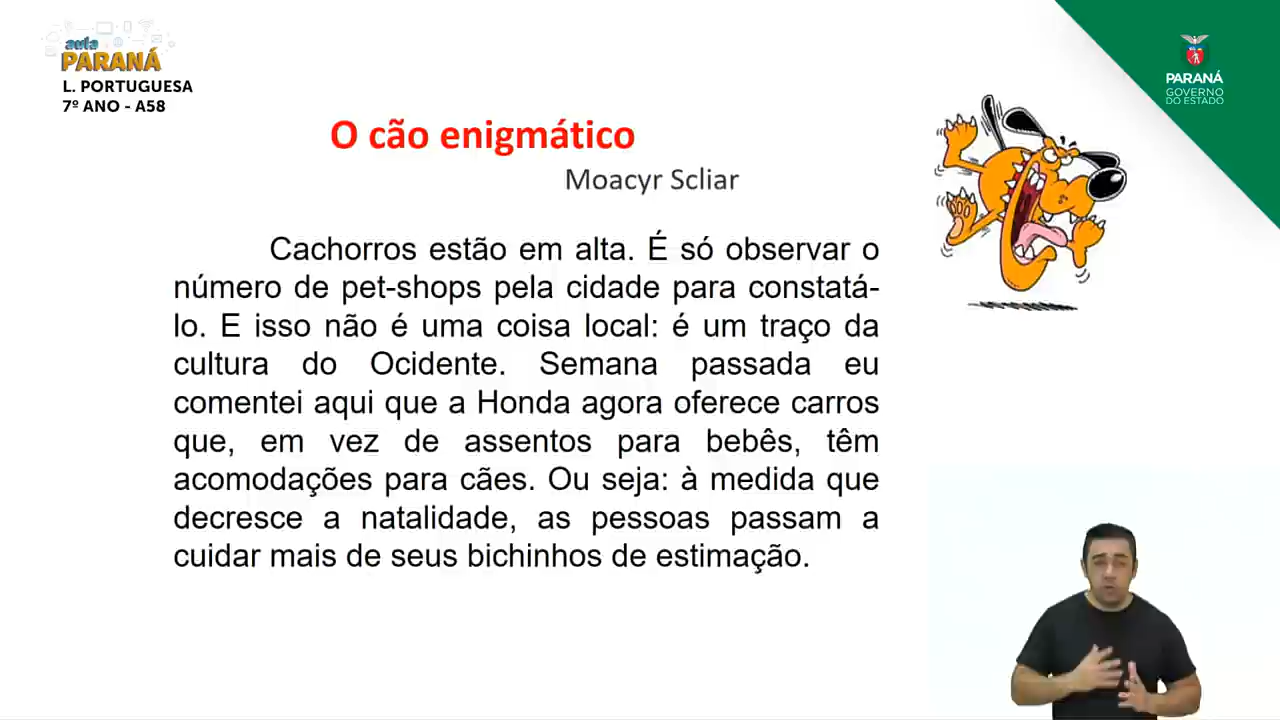 aula
PARANÁ
L. PORTUGUESA
7º ANO - A58
PARANÁ
GOVERNO
DO ESTADO
O cão enigmático
Moacyr Scliar
Cachorros estão em alta. É só observar o
número de pet-shops pela cidade para constatá-
lo. E isso não é uma coisa local: é um traço da
cultura do Ocidente. Semana passada eu
comentei aqui que a Honda agora oferece carros
que, em vez de assentos para bebês, têm
acomodações para cães. Ou seja: à medida que
decresce a natalidade, as pessoas passam a
cuidar mais de seus bichinhos de estimação.